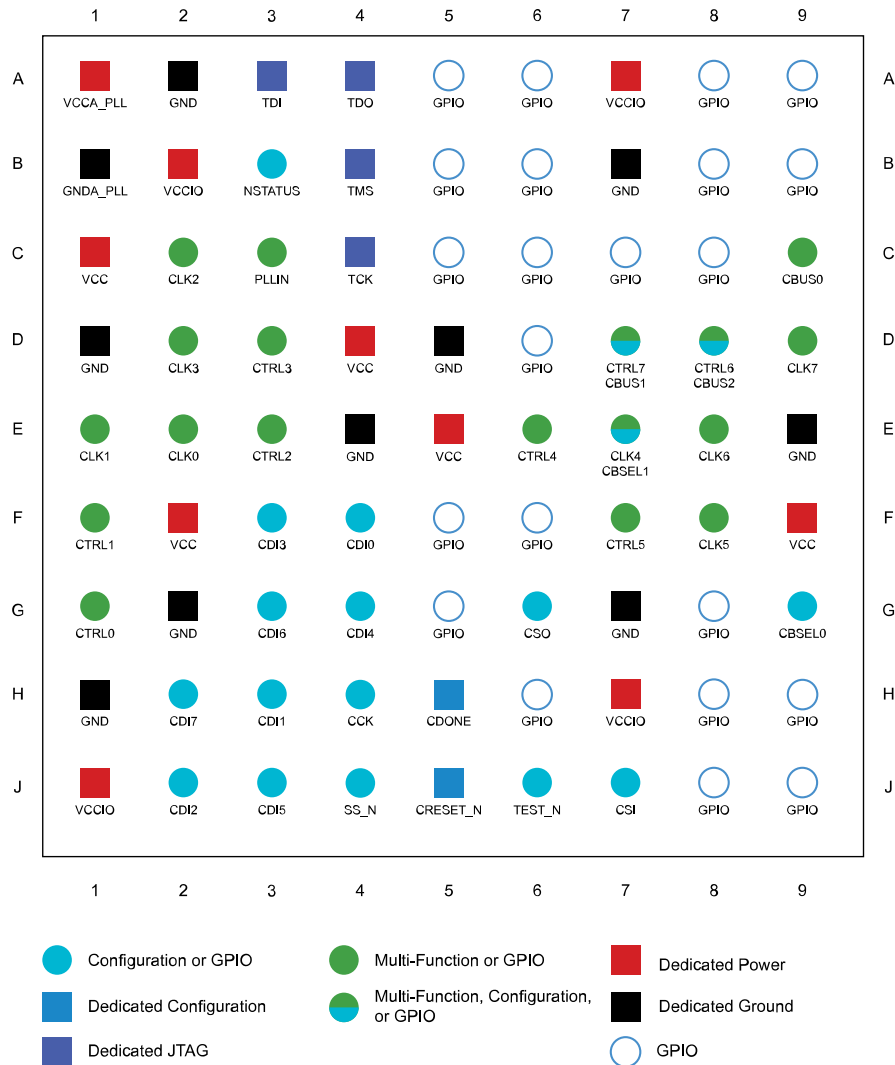 1 2 3 4 5 6 7 8 9
A A
VCCA_PLL GND TDI TDO GPIO GPIO VCCIO GPIO GPIO
B B
GNDA_PLL VCCIO NSTATUS TMS GPIO GPIO GND GPIO GPIO
C C
VCC CLK2 PLLIN TCK GPIO GPIO GPIO GPIO CBUS0
D D
GND CLK3 CTRL3 VCC GND GPIO CTRL7 CTRL6 CLK7
CBUS1 CBUS2
E E
CLK1 CLK0 CTRL2 GND VCC CTRL4 CLK4 CLK6 GND
CBSEL1
F F
CTRL1 VCC CDI3 CDI0 GPIO GPIO CTRL5 CLK5 VCC
G G
CTRL0 GND CDI6 CDI4 GPIO CSO GND GPIO CBSEL0
H H
GND CDI7 CDI1 CCK CDONE GPIO VCCIO GPIO GPIO
J J
VCCIO CDI2 CDI5 SS_N CRESET_N TEST_N CSI GPIO GPIO
1 2 3 4 5 6 7 8 9
Configuration or GPIO
Dedicated Configuration
Dedicated JTAG
Multi-Function or GPIO
Multi-Function, Configuration,
or GPIO
Dedicated Power
Dedicated Ground
GPIO